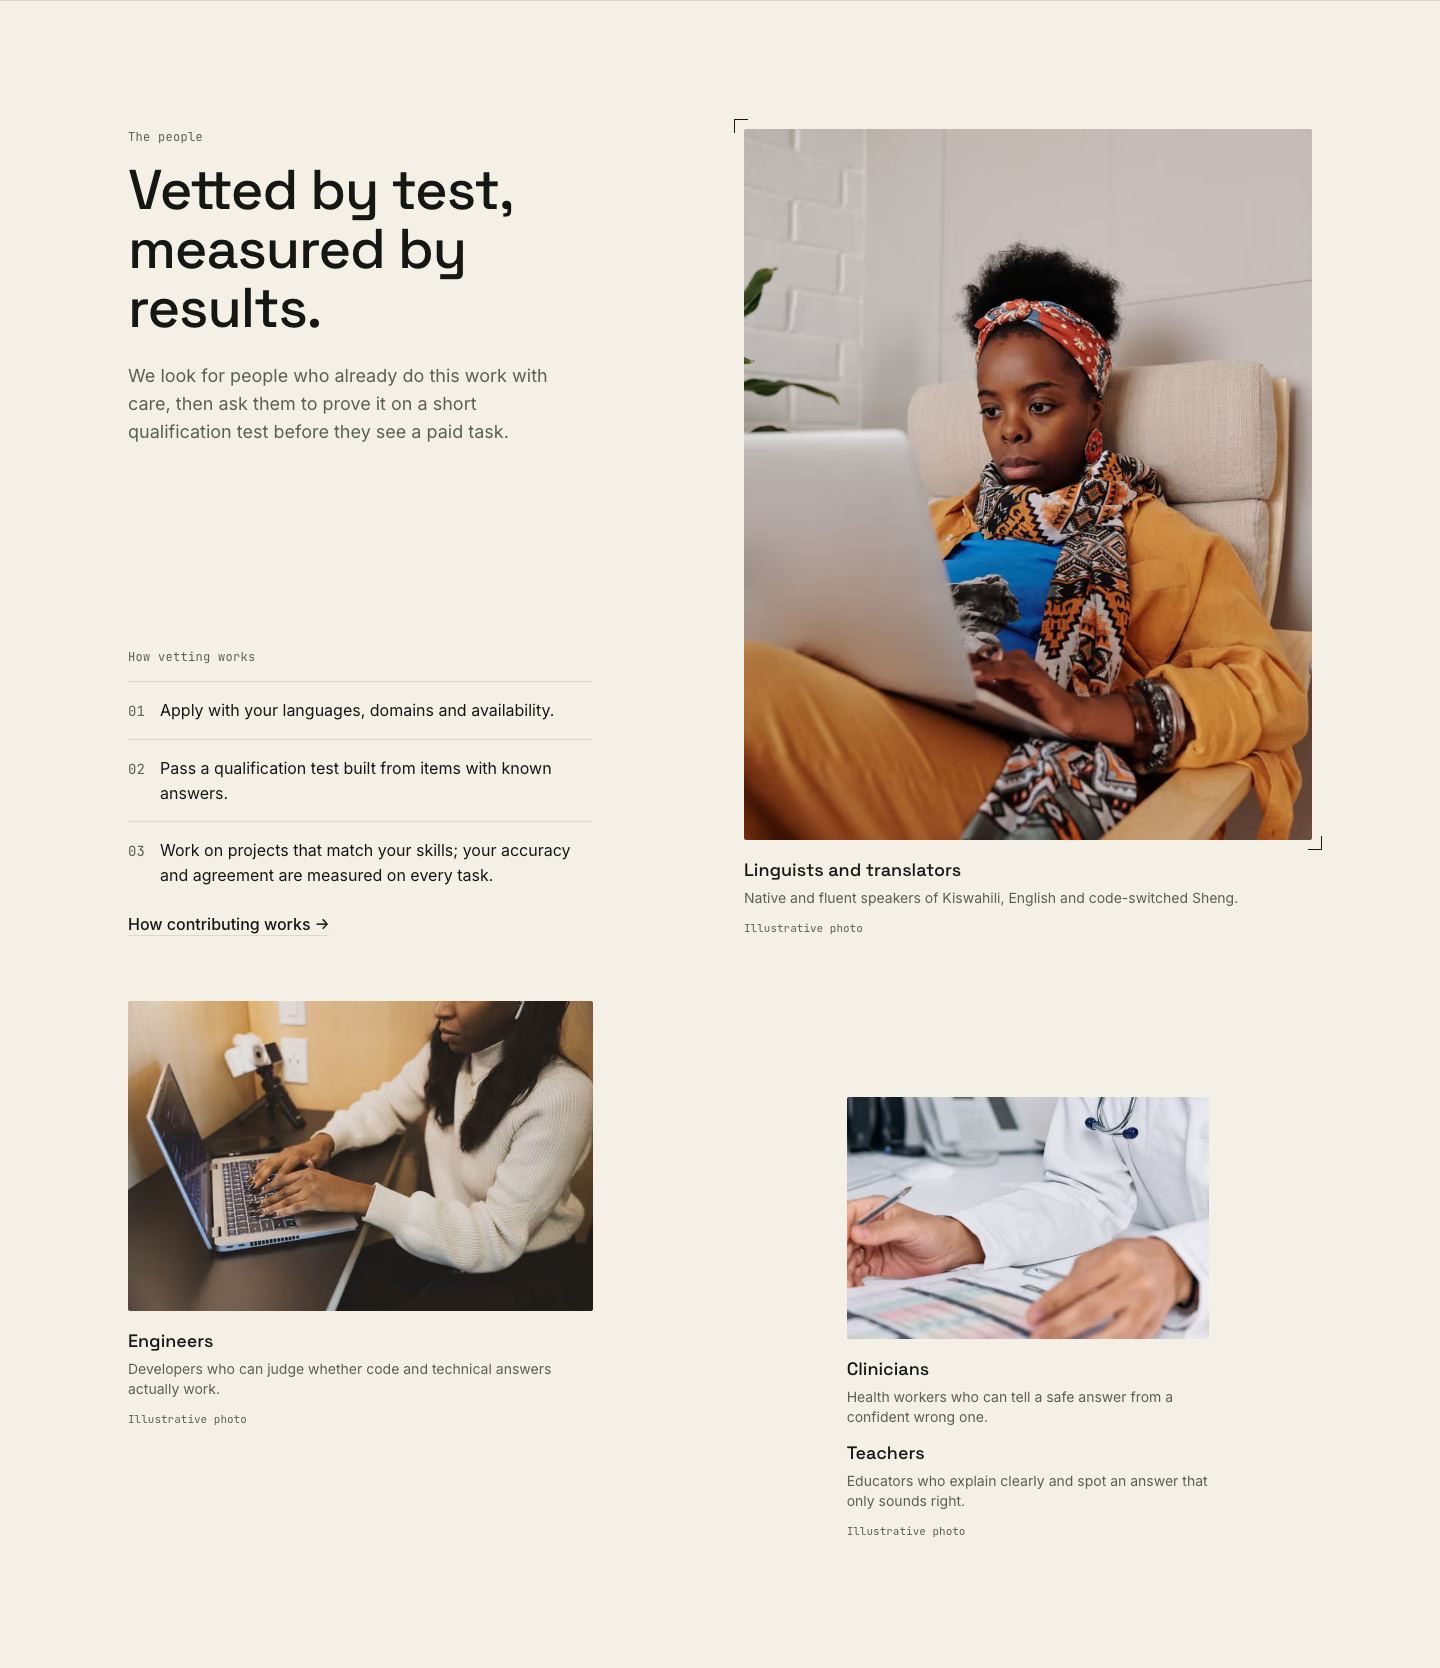 The people
Vetted by test,
measured by
results.
We look for people who already do this work with
care, then ask them to prove it on a short
qualification test before they see a paid task.
How vetting works
01 Apply with your languages, domains and availability.
02 Pass a qualification test built from items with known
answers.
03 Work on projects that match your skills; your accuracy
and agreement are measured on every task.
How contributing works →
Linguists and translators
Native and fluent speakers of Kiswahili, English and code-switched Sheng.
Illustrative photo
Engineers
Developers who can judge whether code and technical answers
actually work.
Illustrative photo
Clinicians
Health workers who can tell a safe answer from a
confident wrong one.
Teachers
Educators who explain clearly and spot an answer that
only sounds right.
Illustrative photo